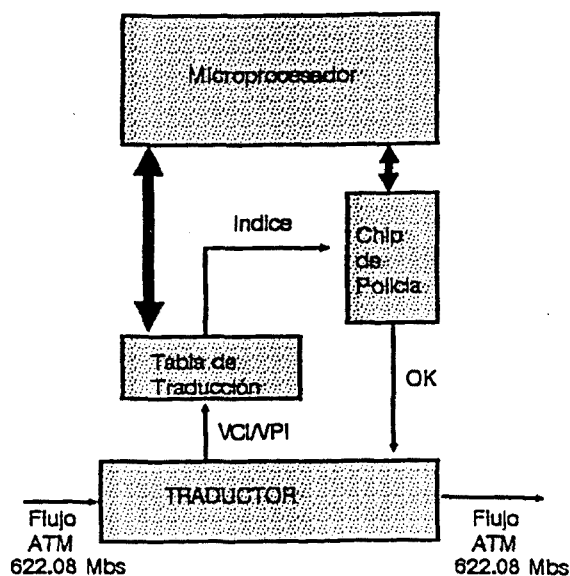 Microprocesador
Indice
Chip
de
Policia
Tabla de
Traducción
OK
VCI/VPI
TRADUCTOR
Flujo
ATM
622.08 Mbs
Flujo
ATM
622.08 Mbs